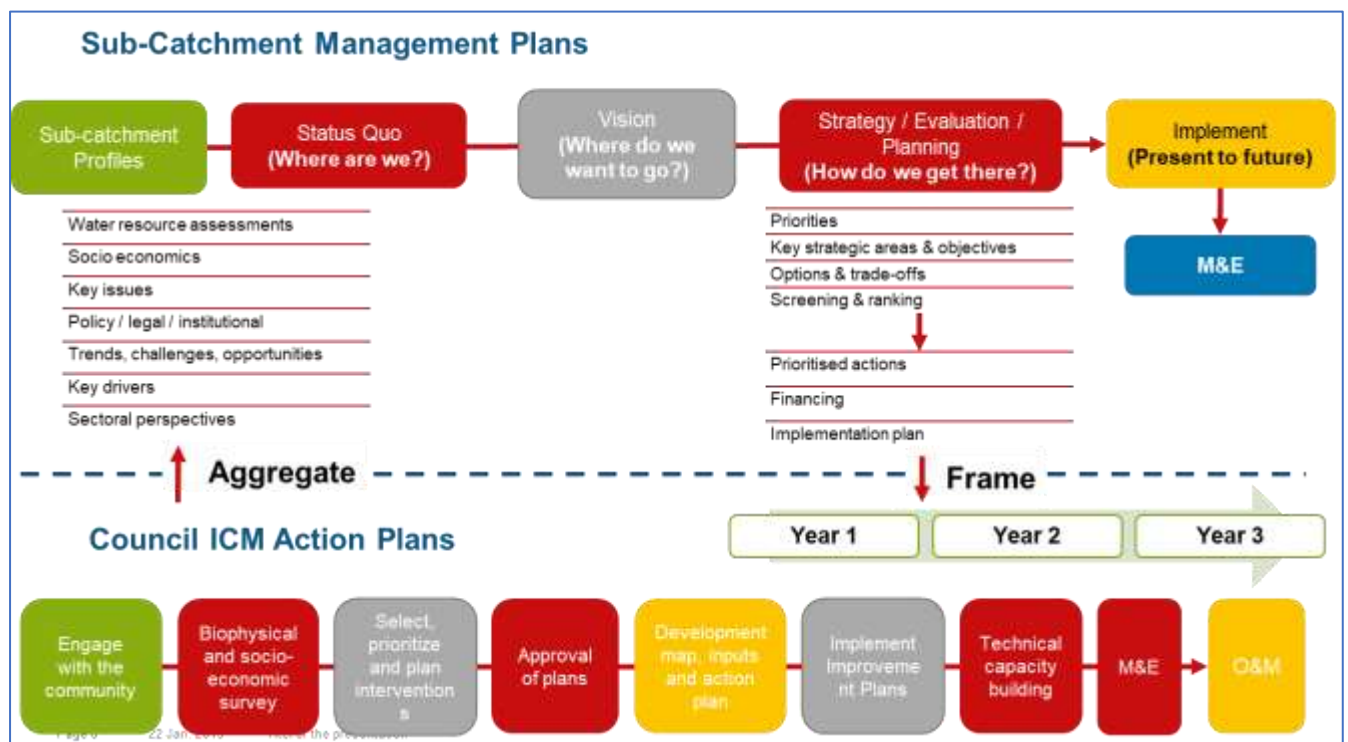 Sub-Catchment Management Plans
Sub-catchment
Profiles
Status Quo
(Where are we?)
Vision
(Where do we
want to go?)
Strategy / Evaluation /
Planning
(How do we get there?)
Implement
(Present to future)
M&E
Water resource assessments
Socio economics
Key issues
Policy / legal / institutional
Trends, challenges, opportunities
Key drivers
Sectoral perspectives
Priorities
Key strategic areas & objectives
Options & trade-offs
Screening & ranking
Prioritised actions
Financing
Implementation plan
Aggregate
Frame
Council ICM Action Plans
Year 1
Year 2
Year 3
Engage
with the
community
Biophysical
and socio-
economic
survey
Select,
prioritize
and plan
intervention
s
Approval
of plans
Development
map, inputs
and action
plan
Implement
Improveme
nt Plans
Technical
capacity
building
M&E
O&M
22 Jan.